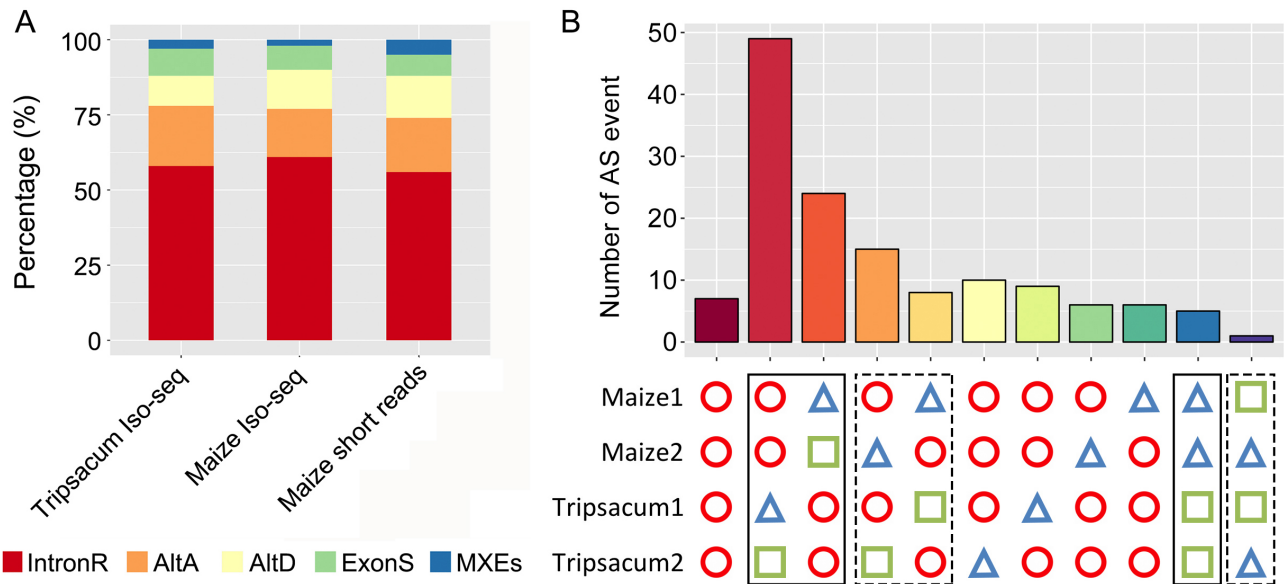 A
Percentage (%)
100
75
50
25
0
Tripsacum Iso-seq
Maize Iso-seq
Maize short reads
IntronR AltA AltD ExonS MXEs
B
Number of AS event
50
40
30
20
10
0
Maize1
Maize2
Tripsacum1
Tripsacum2